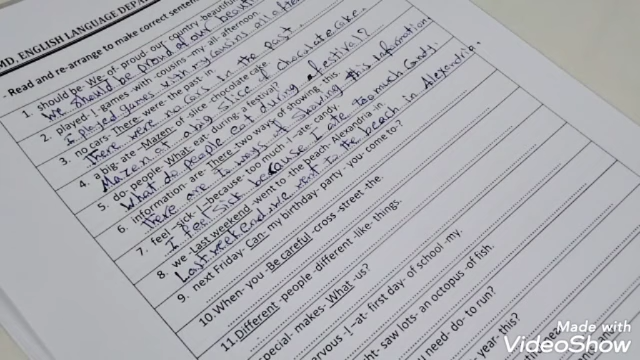 MD. ENGLISH LANGUAGE DEPA
- Read and re-arrange to make correct senten
1. should be- We of proud- our country beautiful
We should be proud of our beauti
2. played- I -games with -cousins -my- all afternoon.
I played games with my cousins all after
3. no cars- There were- the past in
There were no cars in the past.
4. a big- ate -Mazen- of -slice -chocolate cake.
Mazen a big slice of chocolate cake.
5. do- people- What eat- during- a festival?
What do people eat during a festival?
6. information- are- There two ways of showing- this
There are two ways of showing this information
7. feel - sick- I -because- too much -I -ate candy.
I feel sick because I ate too much candy.
8. we -Last weekend -went to -the beach- Alexandria -in
Last weekend, we went to the beach in Alexandria.
9. next Friday- Can- my birthday- party -you -come to-?
10. When- you -Be careful -cross -street -the.
11. Different -people -different -like- things.
pecial- makes- What -us?
ervous -I -at- first day- of school -my.
ht- saw lots- an octopus -of fish.
need- do- to run?
year- this?
Made with
VideoShow